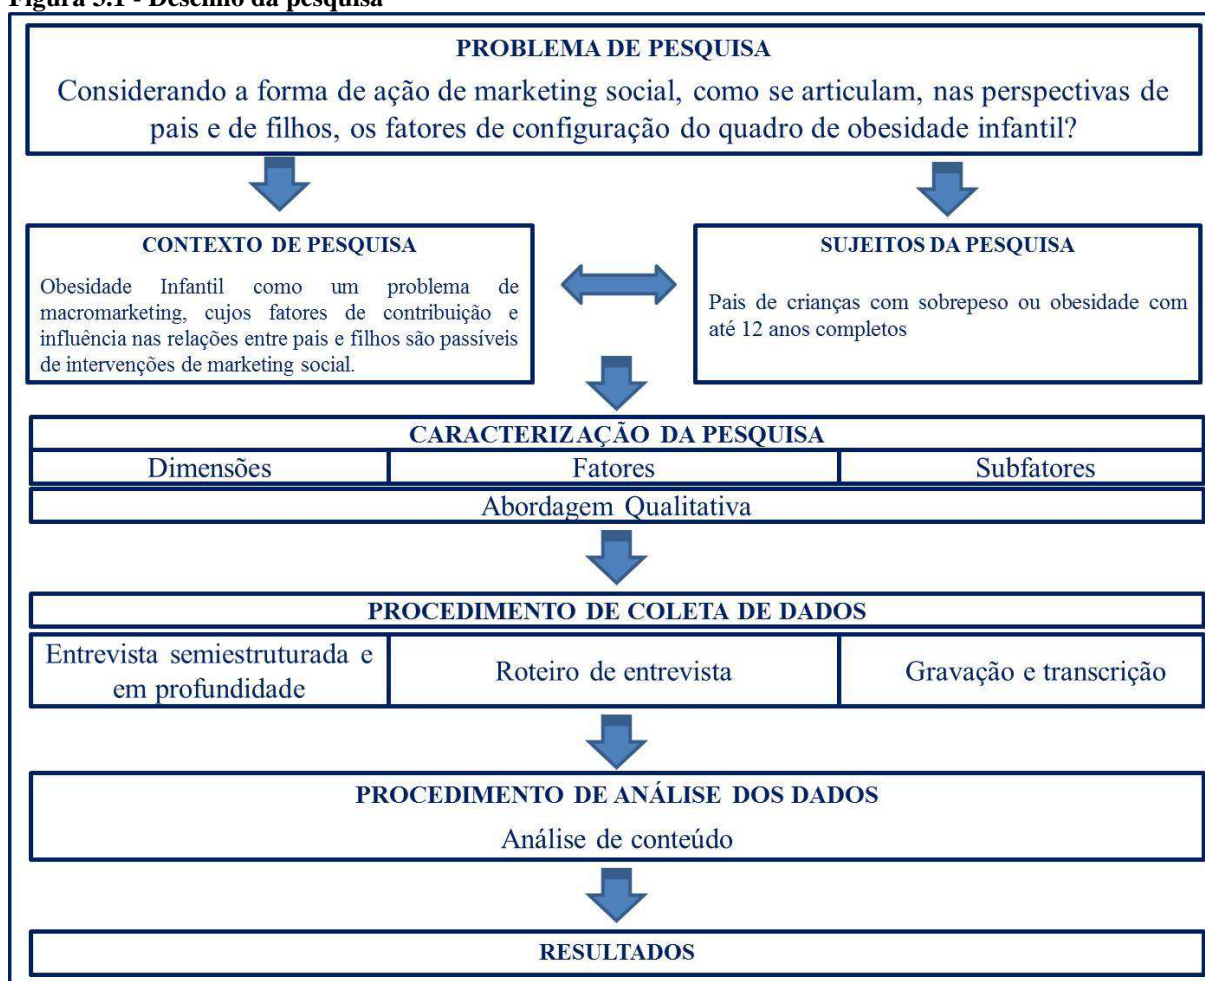 Figura 3.1 - Desenho da pesquisa
PROBLEMA DE PESQUISA
Considerando a forma de ação de marketing social, como se articulam, nas perspectivas de
pais e de filhos, os fatores de configuração do quadro de obesidade infantil?
CONTEXTO DE PESQUISA
Obesidade Infantil como um problema de
macromarketing, cujos fatores de contribuição e
influência nas relações entre pais e filhos são passíveis
de intervenções de marketing social.
SUJEITOS DA PESQUISA
Pais de crianças com sobrepeso ou obesidade com
até 12 anos completos
CARACTERIZAÇÃO DA PESQUISA
Dimensões
Fatores
Subfatores
Abordagem Qualitativa
PROCEDIMENTO DE COLETA DE DADOS
Entrevista semiestruturada e
em profundidade
Roteiro de entrevista
Gravação e transcrição
PROCEDIMENTO DE ANÁLISE DOS DADOS
Análise de conteúdo
RESULTADOS